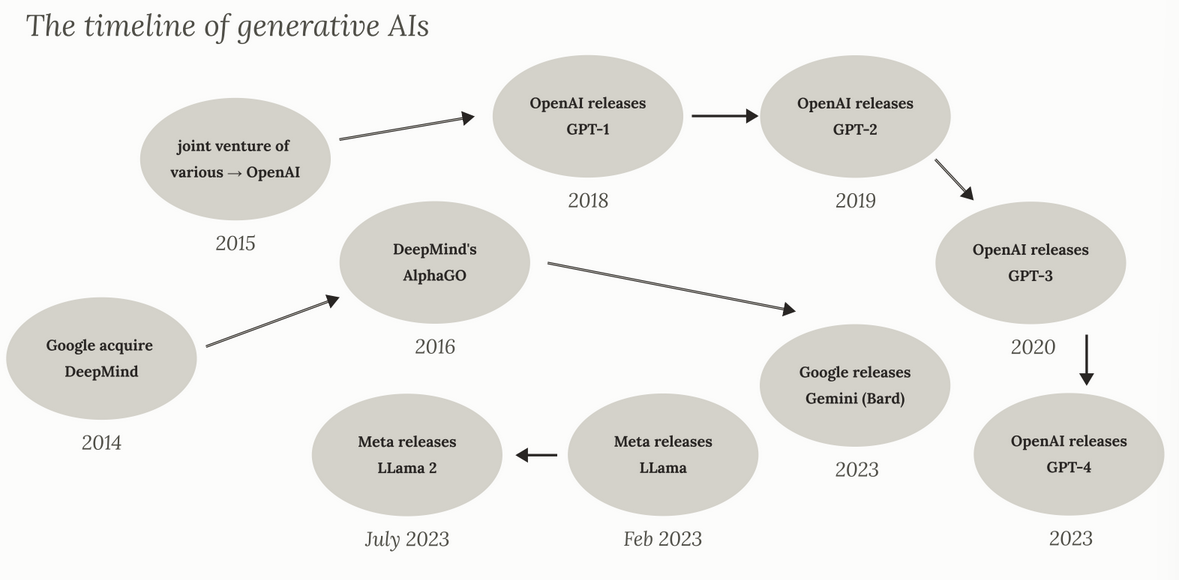 The timeline of generative AIs
joint venture of
various → OpenAI
2015
OpenAI releases
GPT-1
2018
OpenAI releases
GPT-2
2019
OpenAI releases
GPT-3
2020
OpenAI releases
GPT-4
2023
Google acquire
DeepMind
2014
DeepMind's
AlphaGO
2016
Google releases
Gemini (Bard)
2023
Meta releases
LLama
Feb 2023
Meta releases
LLama 2
July 2023